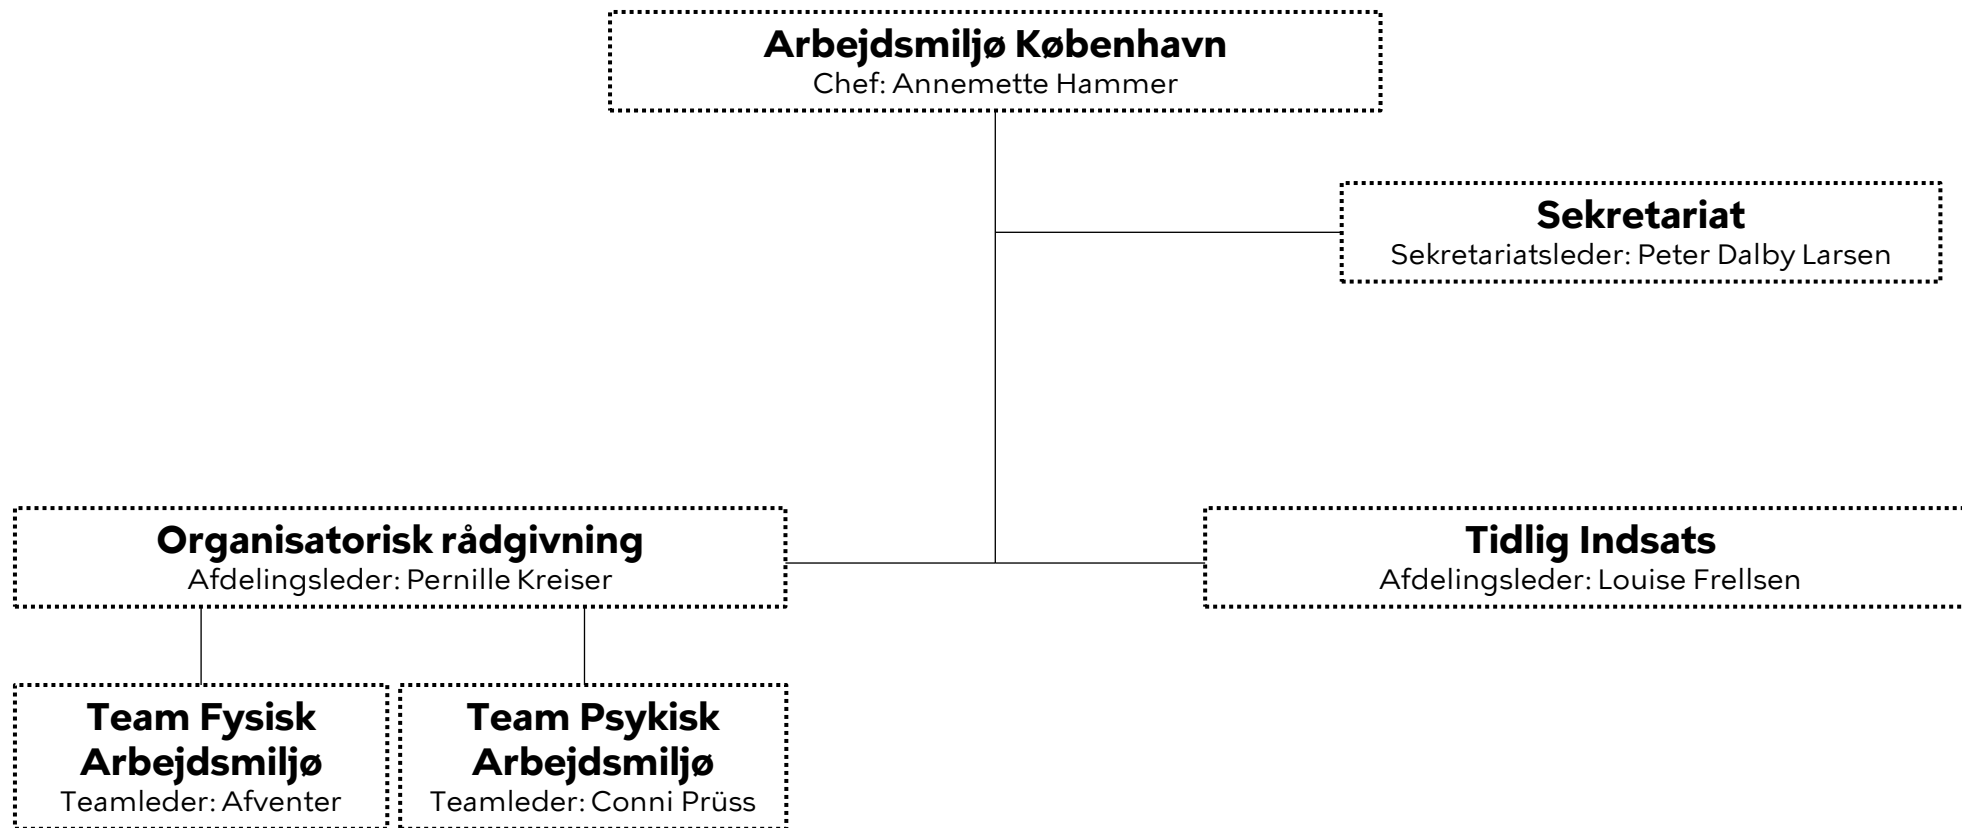 Arbejdsmiljø København
Chef: Annemette Hammer
Sekretariat
Sekretariatsleder: Peter Dalby Larsen
Organisatorisk rådgivning
Afdelingsleder: Pernille Kreiser
Tidlig Indsats
Afdelingsleder: Louise Frellsen
Team Fysisk
Arbejdsmiljø
Teamleder: Afventer
Team Psykisk
Arbejdsmiljø
Teamleder: Conni Prüss